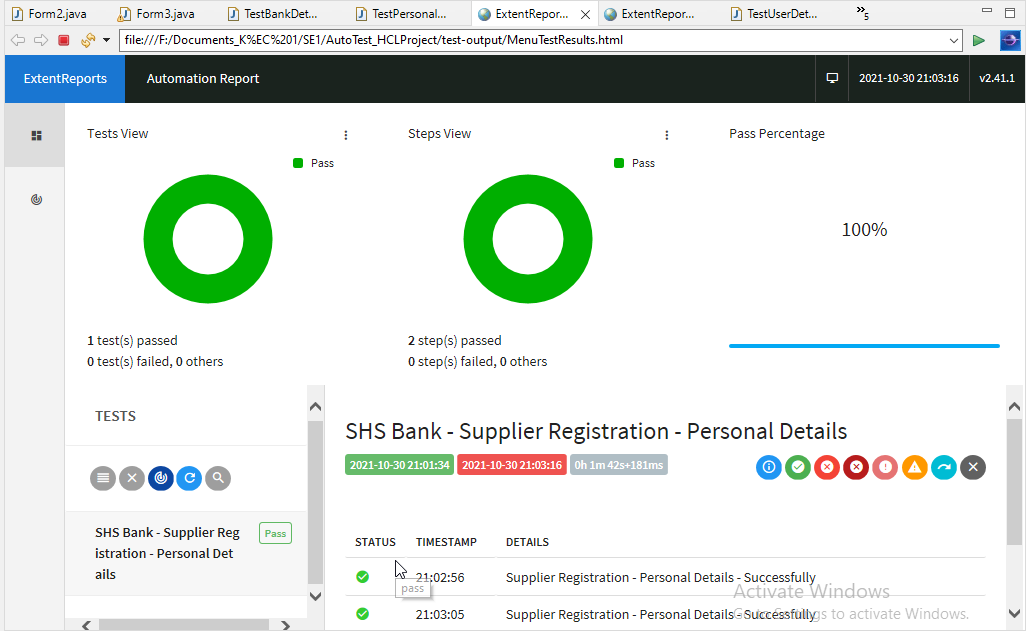 Form2.java
Form3.java
TestBankDet...
TestPersonal...
ExtentRepor...
ExtentRepor...
TestUserDet...
»5
file:///F:/Documents_K%EC%201/SE1/AutoTest_HCLProject/test-output/MenuTestResults.html
ExtentReports
Automation Report
2021-10-30 21:03:16
v2.41.1
Tests View
Steps View
Pass Percentage
Pass
Pass
100%
1 test(s) passed
0 test(s) failed, 0 others
2 step(s) passed
0 step(s) failed, 0 others
TESTS
SHS Bank - Supplier Reg
istration - Personal Det
ails
Pass
SHS Bank - Supplier Registration - Personal Details
2021-10-30 21:01:34
2021-10-30 21:03:16
0h 1m 42s+181ms
STATUS TIMESTAMP DETAILS
21:02:56 Supplier Registration - Personal Details - Successfully
pass
21:03:05 Supplier Registration - Personal Details - Successfully
Activate Windows
Go to Settings to activate Windows.